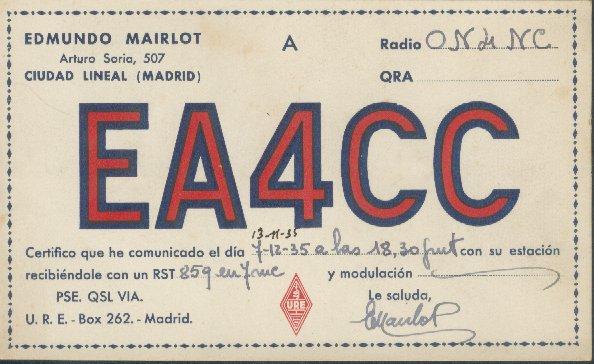 EDMUNDO MAIRLOT
Arturo Soria, 507
CIUDAD LINEAL (MADRID)
A
Radio ON4NC
QRA
EA4CC
13-11-35
Certifico que he comunicado el día 7-12-35 a las 18,30 gmt con su estación
recibiéndole con un RST 859 en 7 mc y modulación
PSE. QSL VIA.
U. R. E. - Box 262. - Madrid.
URE
Le saluda,
EMairlot